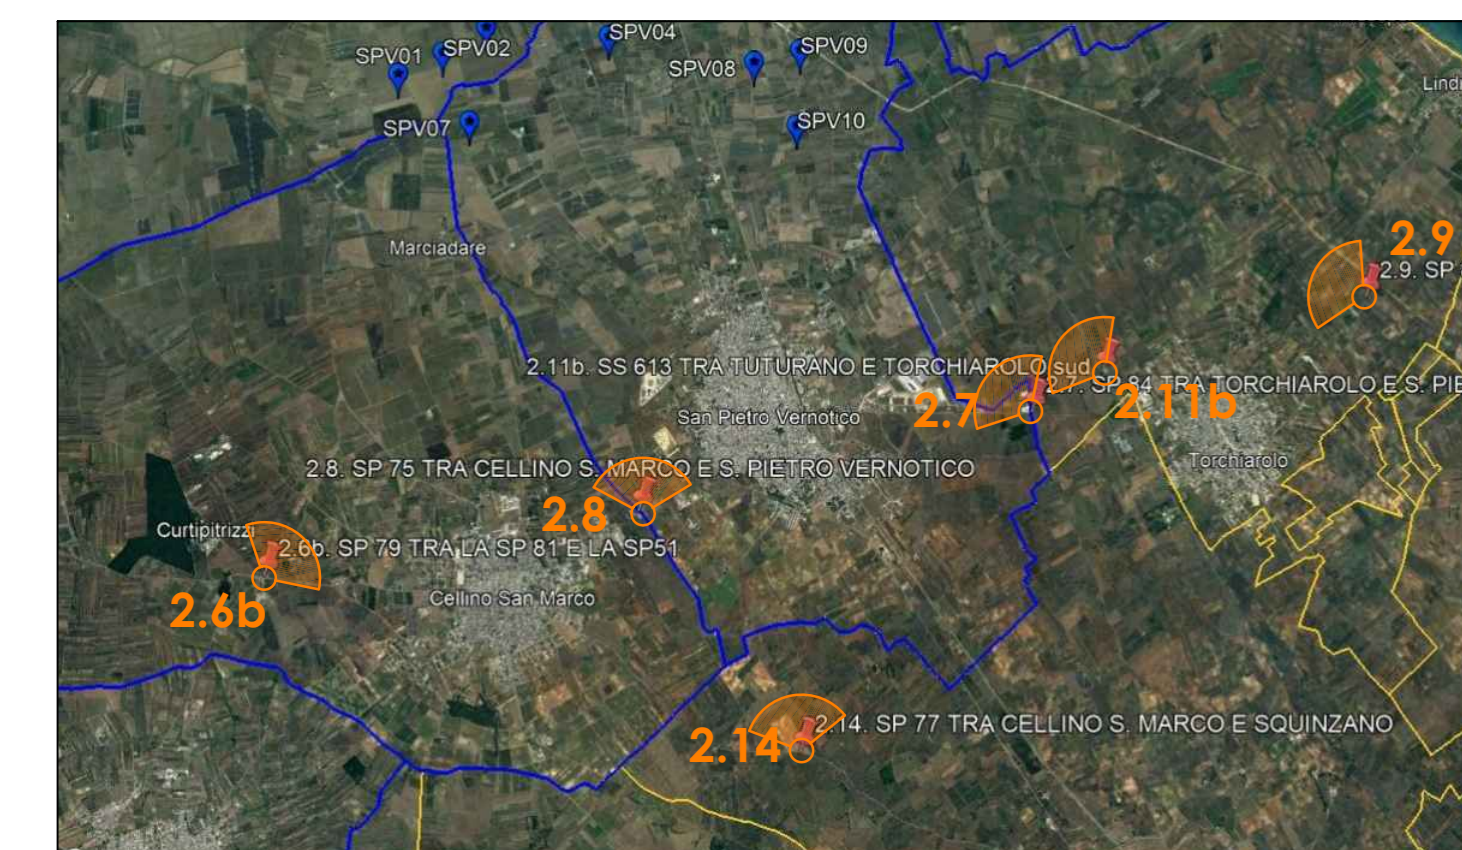 SPV04
SPV02
SPV09
SPV01
SPV08
Lindi
SPV10
SPV07
2.9
Marciadare
2.9. SP
2.11b. SS 613 TRA TUTURANO E TORCHIAROLO sud
2.7. SP 84 TRA TORCHIAROLO E S. PIE
2.11b
2.7
San Pietro Vernotico
Torchiarolo
2.8. SP 75 TRA CELLINO S. MARCO E S. PIETRO VERNOTICO
2.8
Curtipitrizzi
2.6b. SP 79 TRA LA SP 81 E LA SP51
Cellino San Marco
2.6b
2.14. SP 77 TRA CELLINO S. MARCO E SQUINZANO
2.14